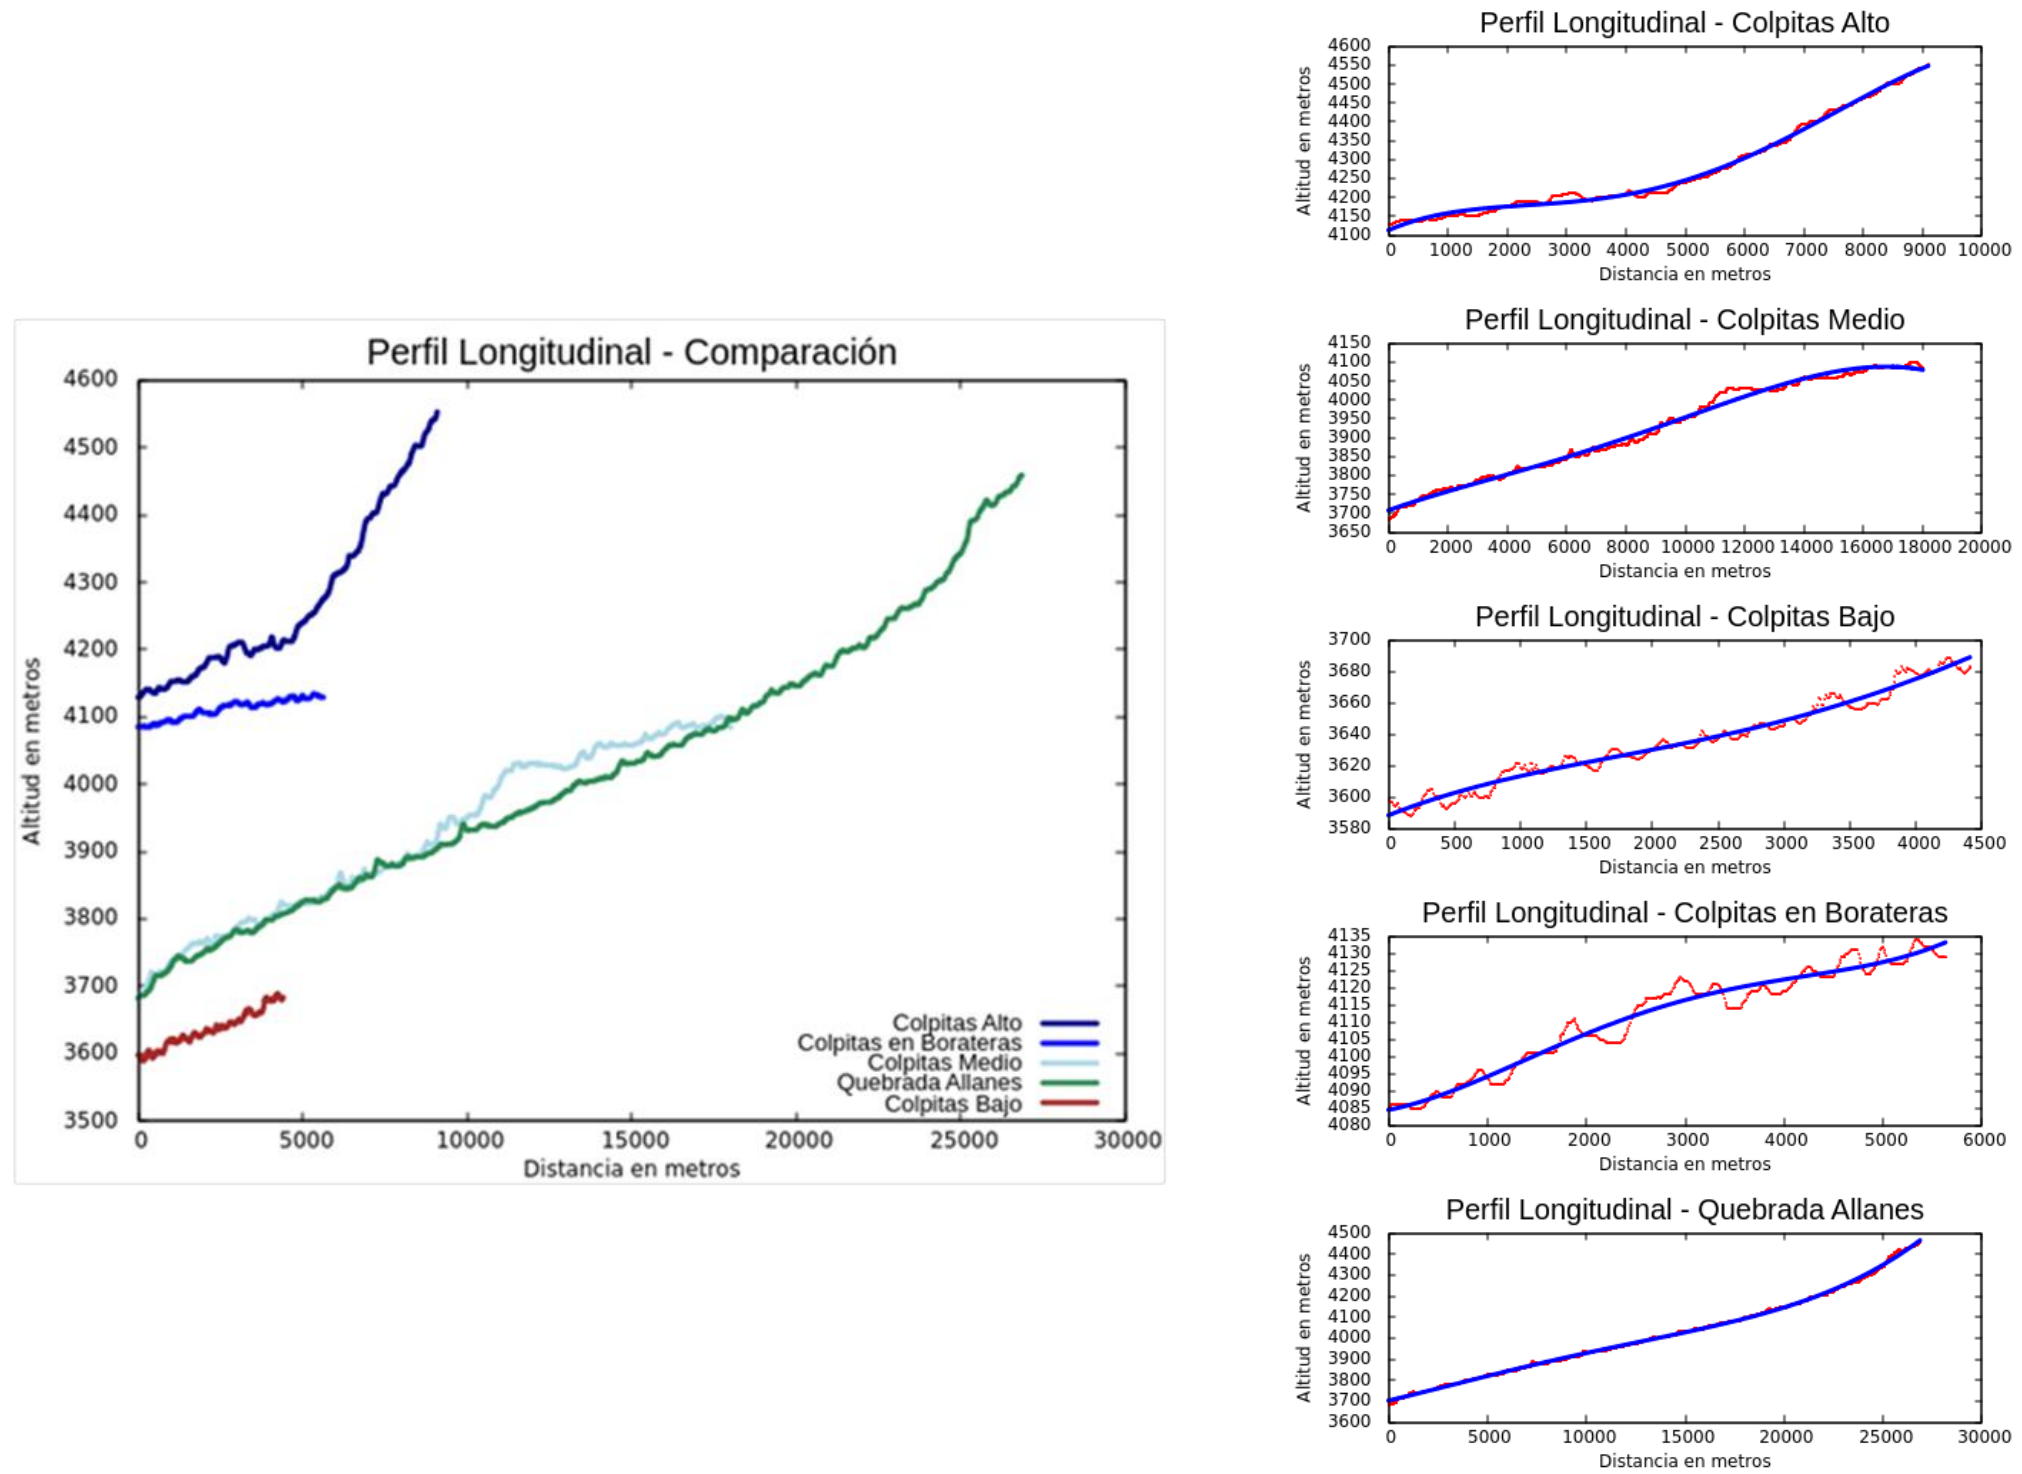 Perfil Longitudinal - Comparación
4600
4500
4400
4300
4200
4100
4000
3900
3800
3700
3600
3500
Altitud en metros
0 5000 10000 15000 20000 25000 30000
Distancia en metros
Colpitas Alto
Colpitas en Borateras
Colpitas Medio
Quebrada Allanes
Colpitas Bajo
Perfil Longitudinal - Colpitas Alto
4600
4550
4500
4450
4400
4350
4300
4250
4200
4150
4100
Altitud en metros
0 1000 2000 3000 4000 5000 6000 7000 8000 9000 10000
Distancia en metros
Perfil Longitudinal - Colpitas Medio
4150
4100
4050
4000
3950
3900
3850
3800
3750
3700
3650
Altitud en metros
0 2000 4000 6000 8000 10000 12000 14000 16000 18000 20000
Distancia en metros
Perfil Longitudinal - Colpitas Bajo
3700
3680
3660
3640
3620
3600
3580
Altitud en metros
0 500 1000 1500 2000 2500 3000 3500 4000 4500
Distancia en metros
Perfil Longitudinal - Colpitas en Borateras
4135
4130
4125
4120
4115
4110
4105
4100
4095
4090
4085
4080
Altitud en metros
0 1000 2000 3000 4000 5000 6000
Distancia en metros
Perfil Longitudinal - Quebrada Allanes
4500
4400
4300
4200
4100
4000
3900
3800
3700
3600
Altitud en metros
0 5000 10000 15000 20000 25000 30000
Distancia en metros